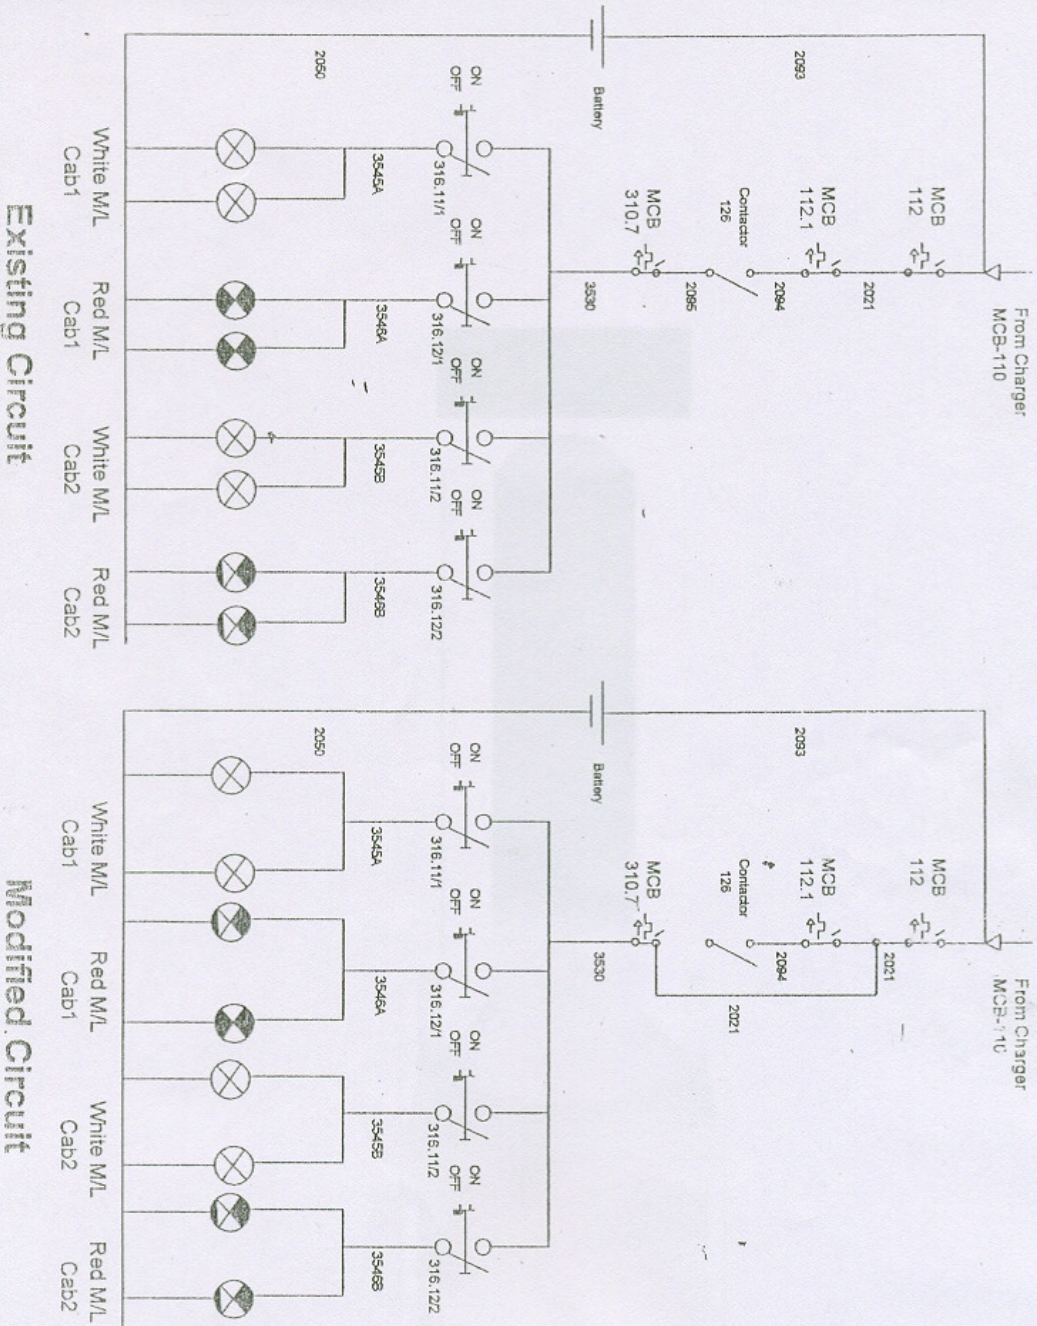 From Charger
MCB-110
2093
MCB
112
2021
MCB
112.1
2094
Contactor
126
2095
MCB
310.7
3530
Battery
2050
ON
OFF
316.11/1
ON
OFF
316.12/1
ON
OFF
316.11/2
ON
OFF
316.12/2
3545A
3546A
3545B
3546B
White M/L
Cab1
Red M/L
Cab1
White M/L
Cab2
Red M/L
Cab2
Existing Circuit
From Charger
MCB-110
2093
MCB
112
2021
MCB
112.1
2094
2021
Contactor
126
MCB
310.7
3530
Battery
2050
ON
OFF
316.11/1
ON
OFF
316.12/1
ON
OFF
316.11/2
ON
OFF
316.12/2
3545A
3546A
3545B
3546B
White M/L
Cab1
Red M/L
Cab1
White M/L
Cab2
Red M/L
Cab2
Modified Circuit